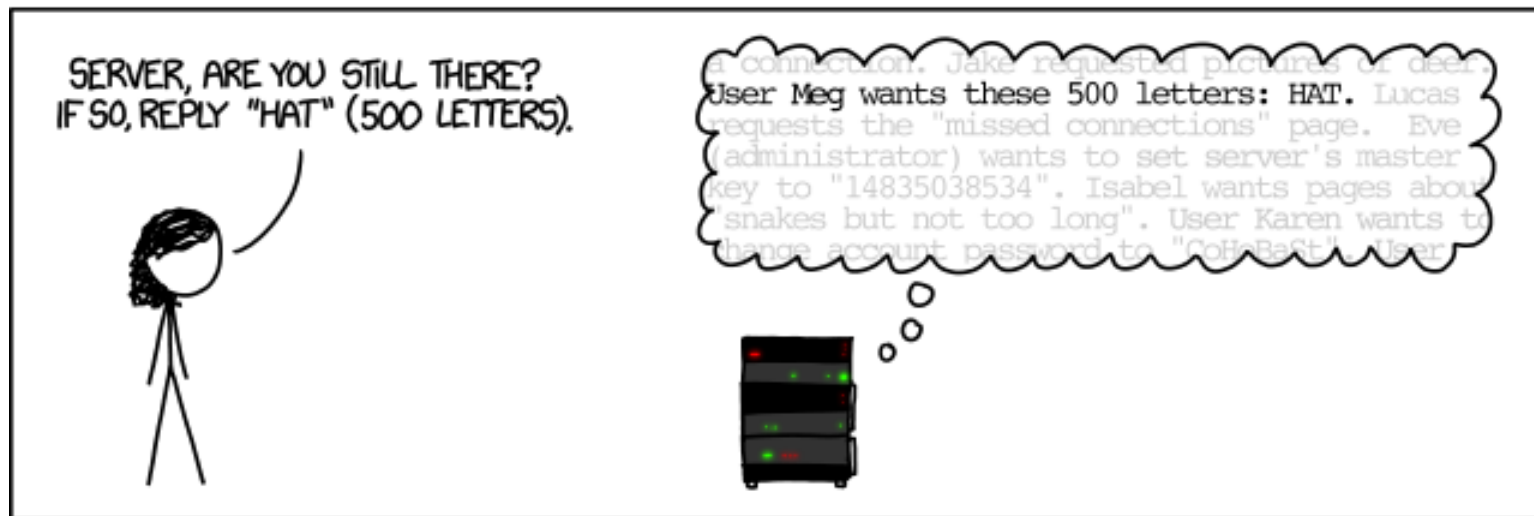 SERVER, ARE YOU STILL THERE?
IF SO, REPLY "HAT" (500 LETTERS).
a connection. Jake requested pictures of deer.
User Meg wants these 500 letters: HAT. Lucas
requests the "missed connections" page. Eve
(administrator) wants to set server's master
key to "14835038534". Isabel wants pages about
"snakes but not too long". User Karen wants to
change account password to "CoHoBaSt". User